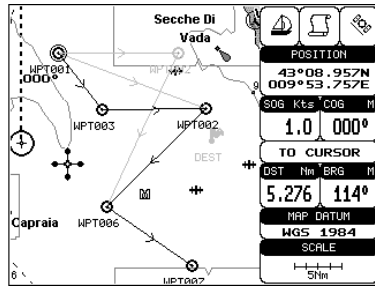 Secche Di
Vada
WPT001
000°
WPT003
WPT002
DEST
WPT006
Capraia
WPT007
9
6
POSITION
43°08.957N
009°53.757E
SOG Kts COG M
1.0 000°
TO CURSOR
DST Nm BRG M
5.276 114°
MAP DATUM
WGS 1984
SCALE
5Nm